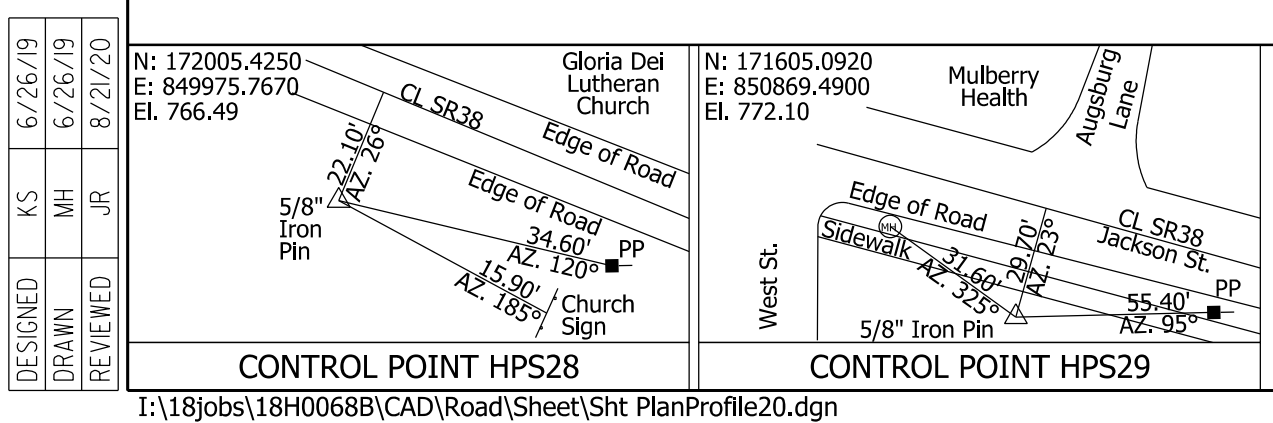 DESIGNED KS 6/26/19
DRAWN MH 6/26/19
REVIEWED JR 8/21/20
N: 172005.4250
E: 849975.7670
El. 766.49
Gloria Dei
Lutheran
Church
CL SR38
Edge of Road
Edge of Road
22.10'
AZ. 26°
5/8"
Iron
Pin
34.60'
AZ. 120°
PP
15.90'
AZ. 185°
Church
Sign
CONTROL POINT HPS28
N: 171605.0920
E: 850869.4900
El. 772.10
Mulberry
Health
Augsburg
Lane
Edge of Road
MH
Sidewalk
CL SR38
Jackson St.
31.60'
AZ. 325°
29.70'
AZ. 23°
West St.
55.40'
AZ. 95°
PP
5/8" Iron Pin
CONTROL POINT HPS29
I:\18jobs\18H0068B\CAD\Road\Sheet\Sht PlanProfile20.dgn